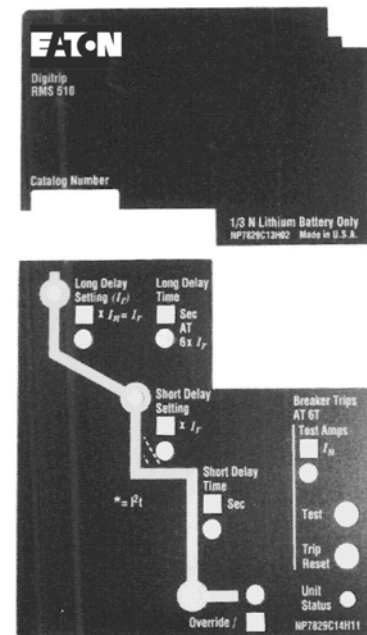 EATON
Digitrip
RMS 510
Catalog Number
1/3 N Lithium Battery Only
NP7829C13H02 Made in U.S.A.
Long Delay
Setting (Ir)
x In = Ir
Long Delay
Time
Sec
AT
6x Ir
Short Delay
Setting
x Ir
*= I²t
Short Delay
Time
Sec
Override /
Breaker Trips
AT 6T
Test Amps
IN
Test
Trip
Reset
Unit
Status
NP7829C14H11